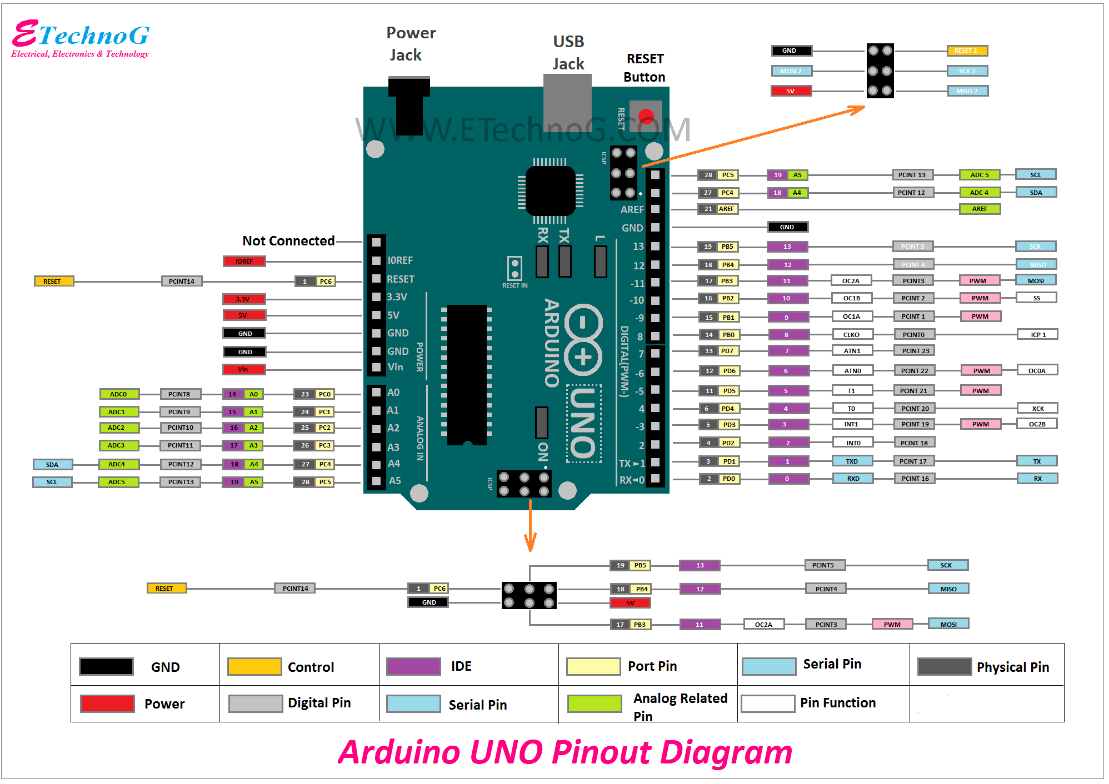 ETechnoG
Electrical, Electronics & Technology
Power
Jack
USB
Jack
RESET
Button
GND RESET 2
MOSI 2 SCK 2
5V MISO 2
WWW.ETechnoG.COM
RESET
ICSP
28 PC5 19 A5 PCINT 13 ADC 5 SCL
27 PC4 18 A4 PCINT 12 ADC 4 SDA
AREF 21 AREF AREF
GND GND
13 19 PB5 13 PCINT 5 SCK
12 18 PB4 12 PCINT 4 MISO
-11 17 PB3 11 OC2A PCINT3 PWM MOSI
-10 16 PB2 10 OC1B PCINT 2 PWM SS
-9 15 PB1 9 OC1A PCINT 1 PWM
8 14 PB0 8 CLKO PCINT0 ICP 1
7 13 PD7 7 ATN1 PCINT 23
-6 12 PD6 6 ATN0 PCINT 22 PWM OC0A
-5 11 PD5 5 T1 PCINT 21 PWM
4 6 PD4 4 T0 PCINT 20 XCK
-3 5 PD3 3 INT1 PCINT 19 PWM OC2B
2 4 PD2 2 INT0 PCINT 18
TX►1 3 PD1 1 TXD PCINT 17 TX
RX◄0 2 PD0 0 RXD PCINT 16 RX
RX
TX
L
RESET IN
ARDUINO
UNO
DIGITAL(PWM-)
ON
ICSP
Not Connected
IOREF IOREF
RESET PCINT14 1 PC6 RESET
3.3V 3.3V
5V 5V
GND GND
GND GND
Vin VIn
POWER
ADC0 PCINT8 14 A0 23 PC0 A0
ADC1 PCINT9 15 A1 24 PC1 A1
ADC2 PCINT10 16 A2 25 PC2 A2
ADC3 PCINT11 17 A3 26 PC3 A3
SDA ADC4 PCINT12 18 A4 27 PC4 A4
SCL ADC5 PCINT13 19 A5 28 PC5 A5
ANALOG IN
19 PB5 13 PCINT5 SCK
RESET PCINT14 1 PC6 18 PB4 12 PCINT4 MISO
GND 5V
17 PB3 11 OC2A PCINT3 PWM MOSI
GND Control IDE Port Pin Serial Pin Physical Pin
Power Digital Pin Serial Pin Analog Related
Pin Pin Function
Arduino UNO Pinout Diagram